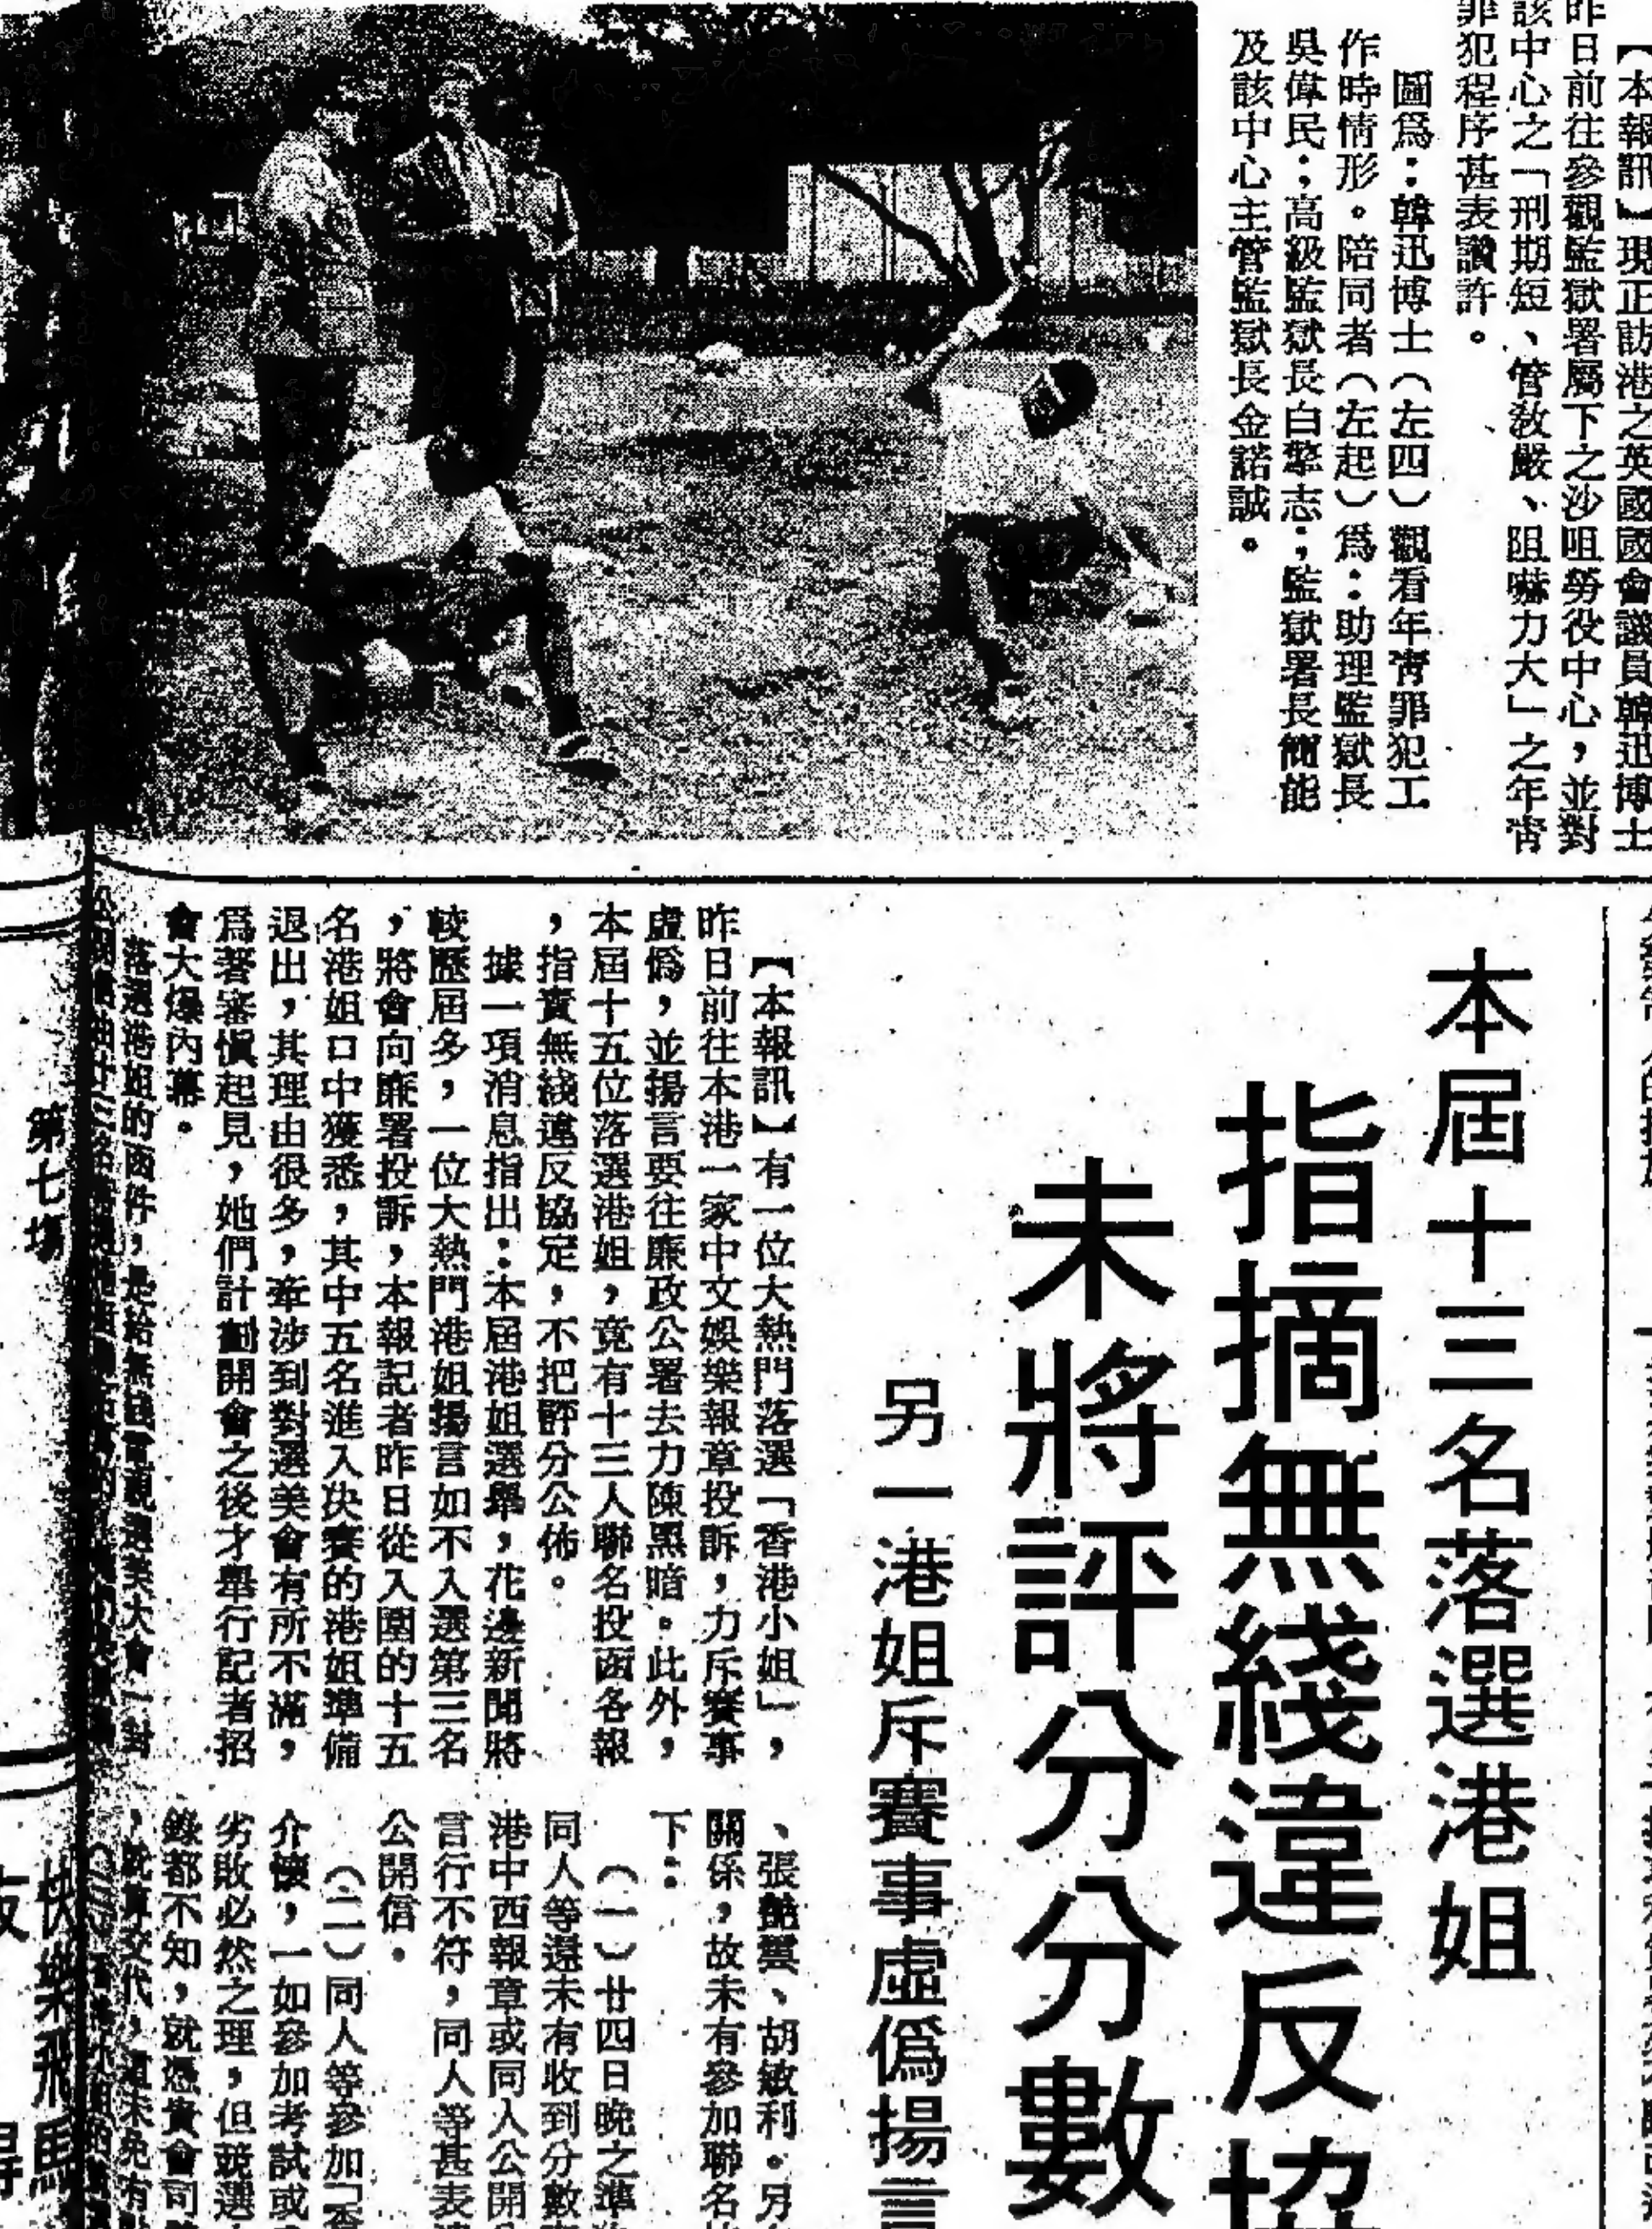 【本報訊】現正訪港之英國國會議員韓迅博士
昨日前往參觀監獄署屬下之沙咀勞役中心，並對
該中心之「刑期短、管敎嚴、阻嚇力大」之年靑
罪犯程序甚表讚許。
圖爲：韓迅博士（左四）觀看年靑罪犯工
作時情形。陪同者（左起）爲：助理監獄長
吳偉民；高級監獄長白擎志；監獄署長簡能
及該中心主管監獄長金諾誠。
本屆十三名落選港姐
指摘無綫違反協
未將評分分數
另一港姐斥賽事虛僞揚言
【本報訊】有一位大熱門落選「香港小姐」，
昨日前往本港一家中文娛樂報章投訴，力斥賽事
虛僞，並揚言要往廉政公署去力陳黑暗。此外，
本屆十五位落選港姐，竟有十三人聯名投函各報
，指責無綫違反協定，不把評分公佈。
據一項消息指出：本屆港姐選舉，花邊新聞將
較歷屆多，一位大熱門港姐揚言如不入選第三名
，將會向廉署投訴，本報記者昨日從入圍的十五
名港姐口中獲悉，其中五名進入決賽的港姐準備
退出，其理由很多，牽涉到對選美會有所不滿，
爲著審愼起見，她們計劃開會之後才舉行記者招
會大爆內幕。
落選港姐的函件，是給無綫電視選美大會一封
、張艶雲、胡敏利。另
關係，故未有參加聯名
下：
（一）廿四日晚之準
同人等還未有收到分數
港中西報章或同人公開
言行不符，同人等甚表
公開信。
（二）同人等參加「香
介懷，一如參加考試或
劣敗必然之理，但競選
錄都不知，就憑貴會司
第七場
快樂飛馬